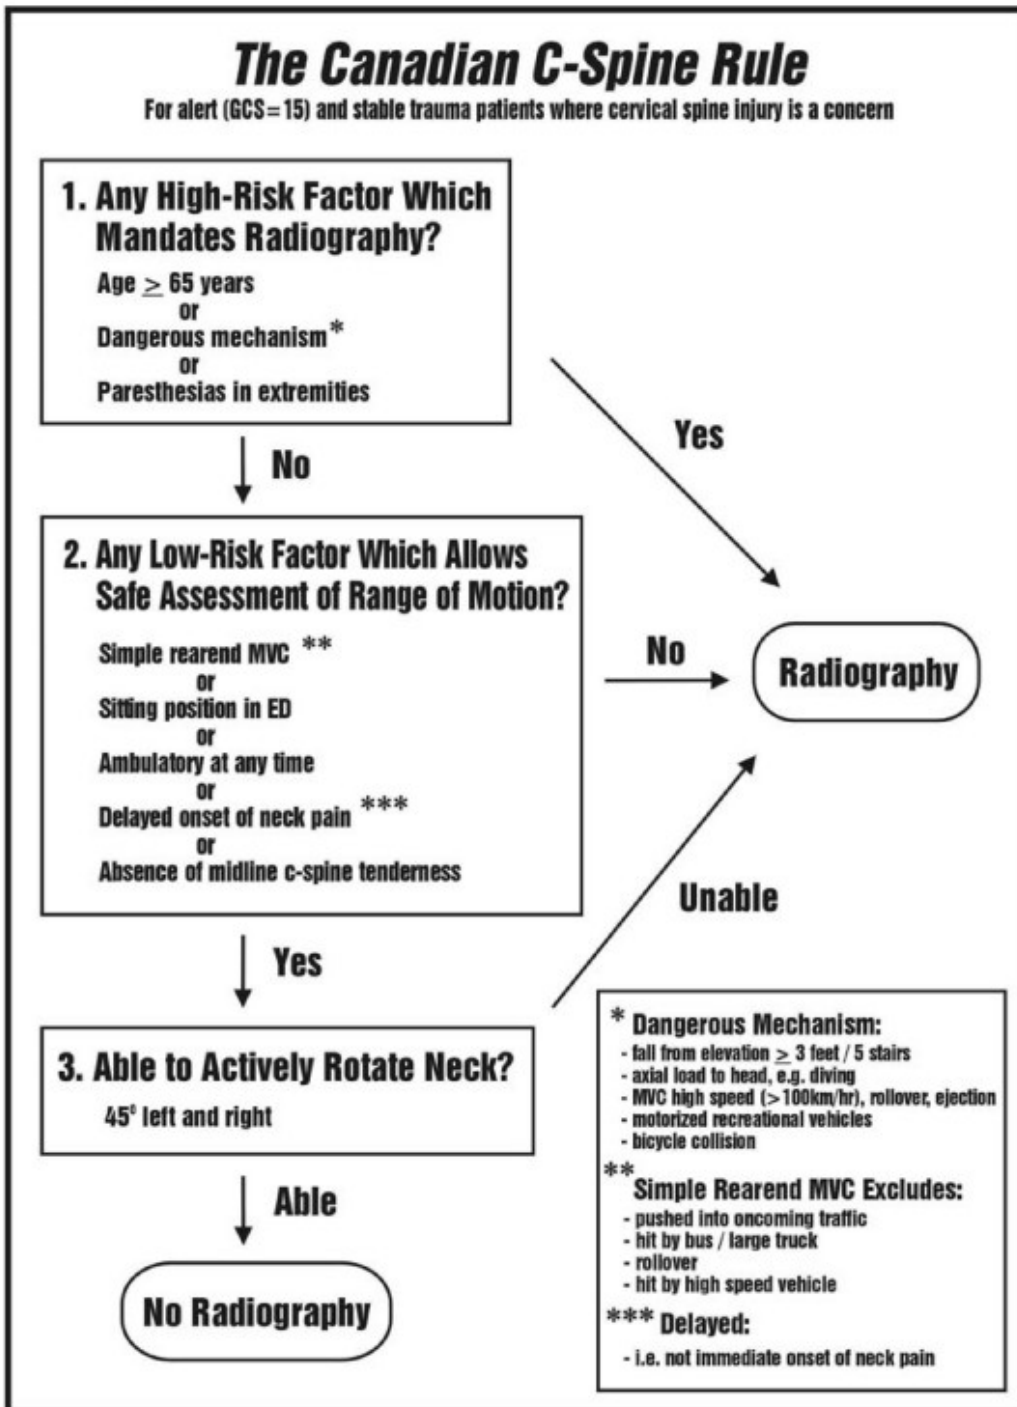 The Canadian C-Spine Rule
For alert (GCS=15) and stable trauma patients where cervical spine injury is a concern
1. Any High-Risk Factor Which
Mandates Radiography?
Age ≥ 65 years
or
Dangerous mechanism*
or
Paresthesias in extremities
Yes
No
2. Any Low-Risk Factor Which Allows
Safe Assessment of Range of Motion?
Simple rearend MVC **
or
Sitting position in ED
or
Ambulatory at any time
or
Delayed onset of neck pain ***
or
Absence of midline c-spine tenderness
No
Radiography
Unable
Yes
3. Able to Actively Rotate Neck?
45° left and right
Able
No Radiography
* Dangerous Mechanism:
- fall from elevation ≥ 3 feet / 5 stairs
- axial load to head, e.g. diving
- MVC high speed (>100km/hr), rollover, ejection
- motorized recreational vehicles
- bicycle collision
** Simple Rearend MVC Excludes:
- pushed into oncoming traffic
- hit by bus / large truck
- rollover
- hit by high speed vehicle
*** Delayed:
- i.e. not immediate onset of neck pain